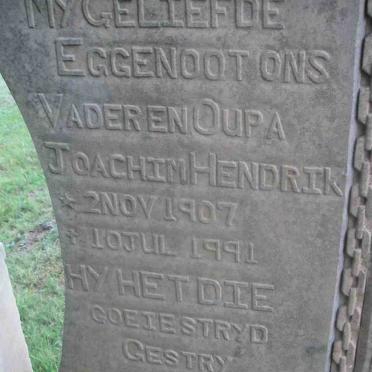 MY GELIEFDE
EGGENOOT ONS
VADER EN OUPA
JOACHIM HENDRIK
* 2 NOV 1907
† 10 JUL 1991
HY HET DIE
GOEIE STRYD
GESTRY